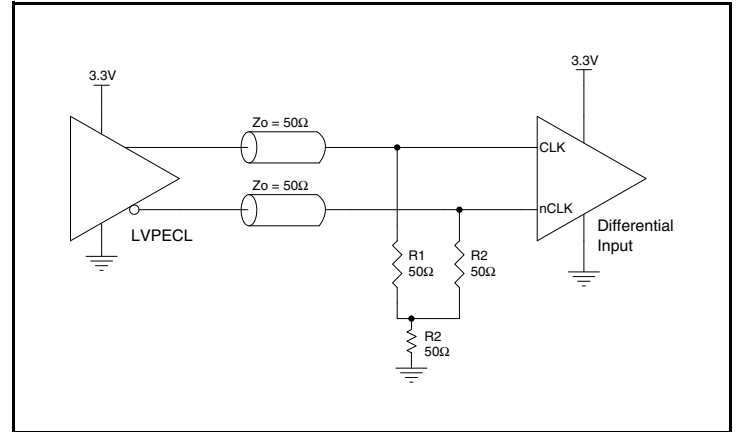 3.3V
3.3V
Zo = 50Ω
CLK
Zo = 50Ω
nCLK
LVPECL
Differential
Input
R1
50Ω
R2
50Ω
R2
50Ω